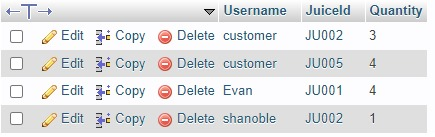 Username JuiceId Quantity
Edit Copy Delete customer JU002 3
Edit Copy Delete customer JU005 4
Edit Copy Delete Evan JU001 4
Edit Copy Delete shanoble JU002 1